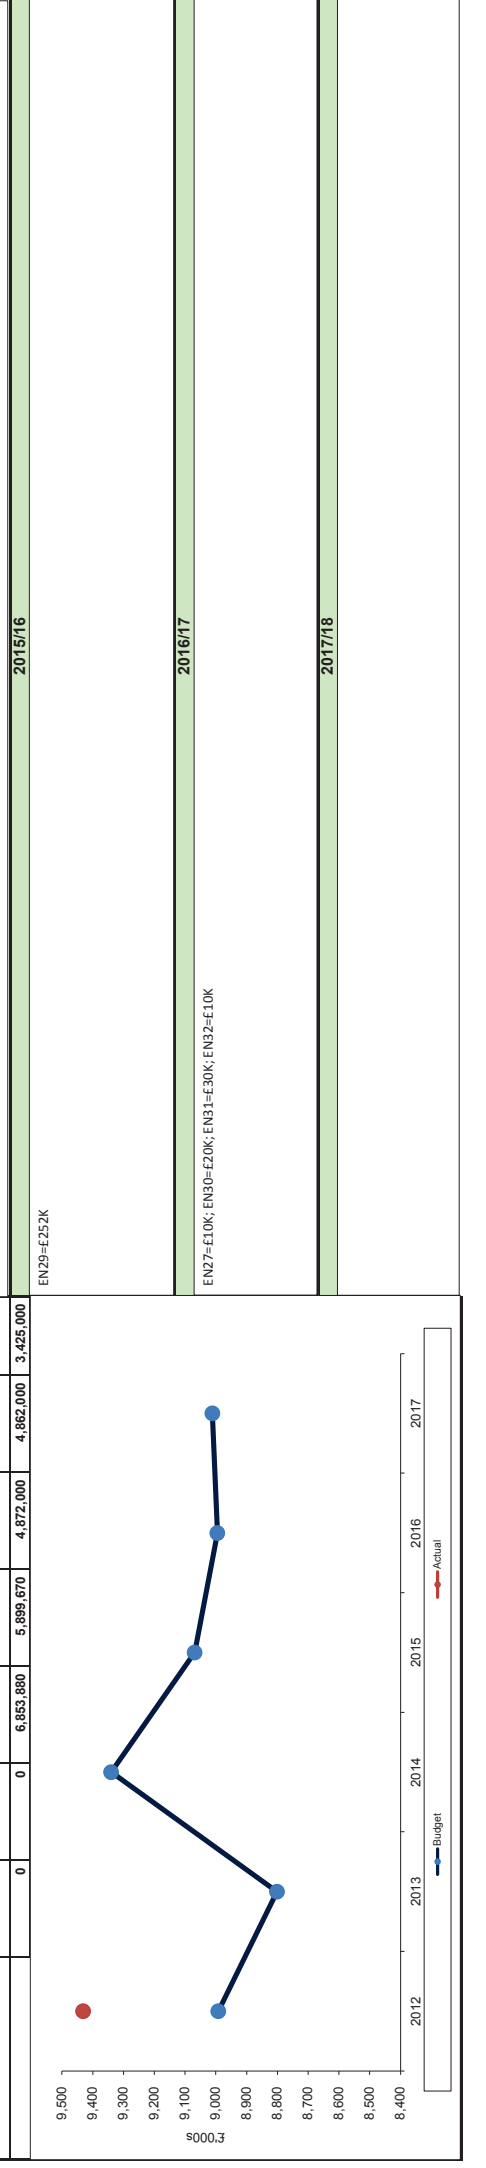 0 0 6,853,880 5,899,670 4,872,000 4,862,000 3,425,000
2015/16
EN29=£252K
2016/17
EN27=£10K; EN30=£20K; EN31=£30K; EN32=£10K
2017/18
9,500
9,400
9,300
9,200
9,100
9,000
8,900
8,800
8,700
8,600
8,500
8,400
£'000s
2012 2013 2014 2015 2016 2017
Budget Actual